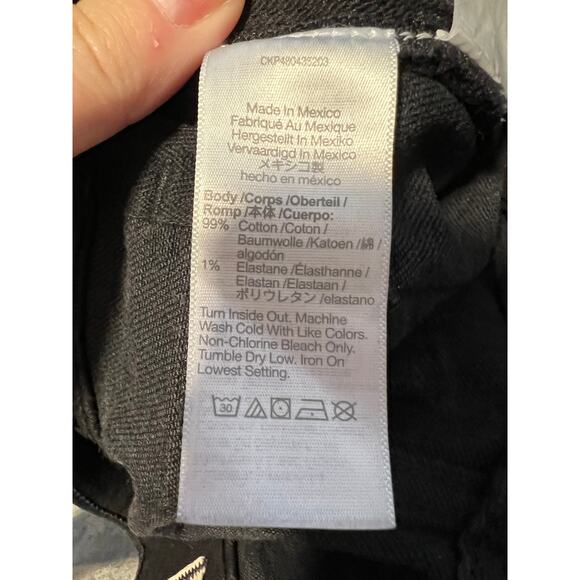 CKP480435203
Made In Mexico
Fabriqué Au Mexique
Hergestellt In Mexiko
Vervaardigd In Mexico
メキシコ製
hecho en méxico
Body /Corps /Oberteil /
Romp /本体 /Cuerpo:
99% Cotton /Coton /
Baumwolle /Katoen /綿 /
algodón
1% Elastane /Élasthanne /
Elastan /Elastaan /
ポリウレタン /elastano
Turn Inside Out. Machine
Wash Cold With Like Colors.
Non-Chlorine Bleach Only.
Tumble Dry Low. Iron On
Lowest Setting.
30